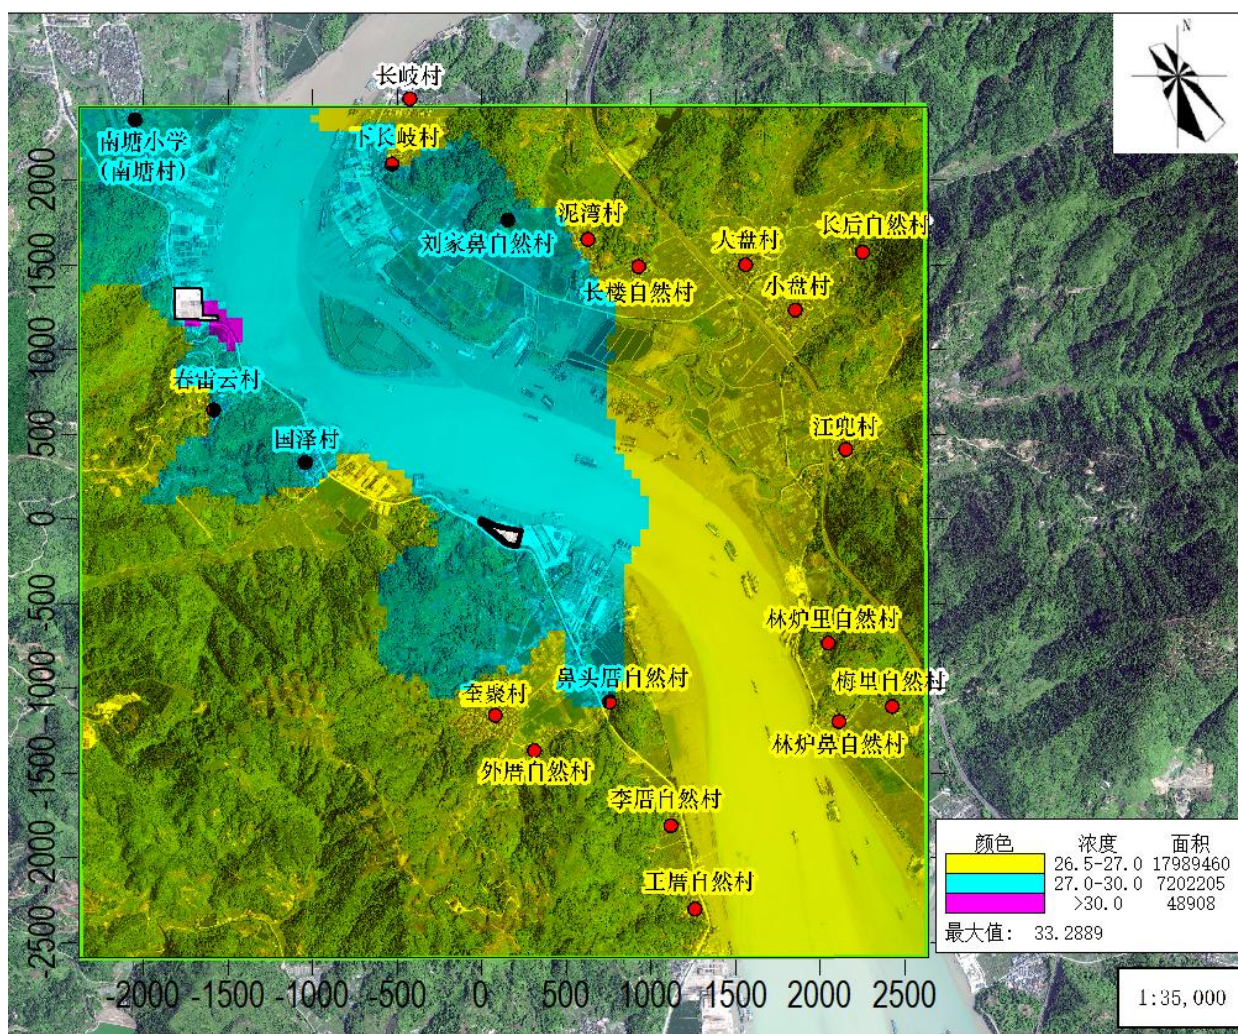 N
长岐村
下长岐村
南塘小学
(南塘村)
泥湾村
刘家鼻自然村
大盘村
长后自然村
长楼自然村
小盘村
春雷云村
国泽村
江兜村
林炉里自然村
鼻头厝自然村
梅里自然村
奎聚村
林炉鼻自然村
外厝自然村
李厝自然村
工厝自然村
2000
1500
1000
500
0
-500
-1000
-1500
-2000
-2500
-2000 -1500 -1000 -500 0 500 1000 1500 2000 2500
颜色 浓度 面积
26.5-27.0 17989460
27.0-30.0 7202205
>30.0 48908
最大值: 33.2889
1:35,000